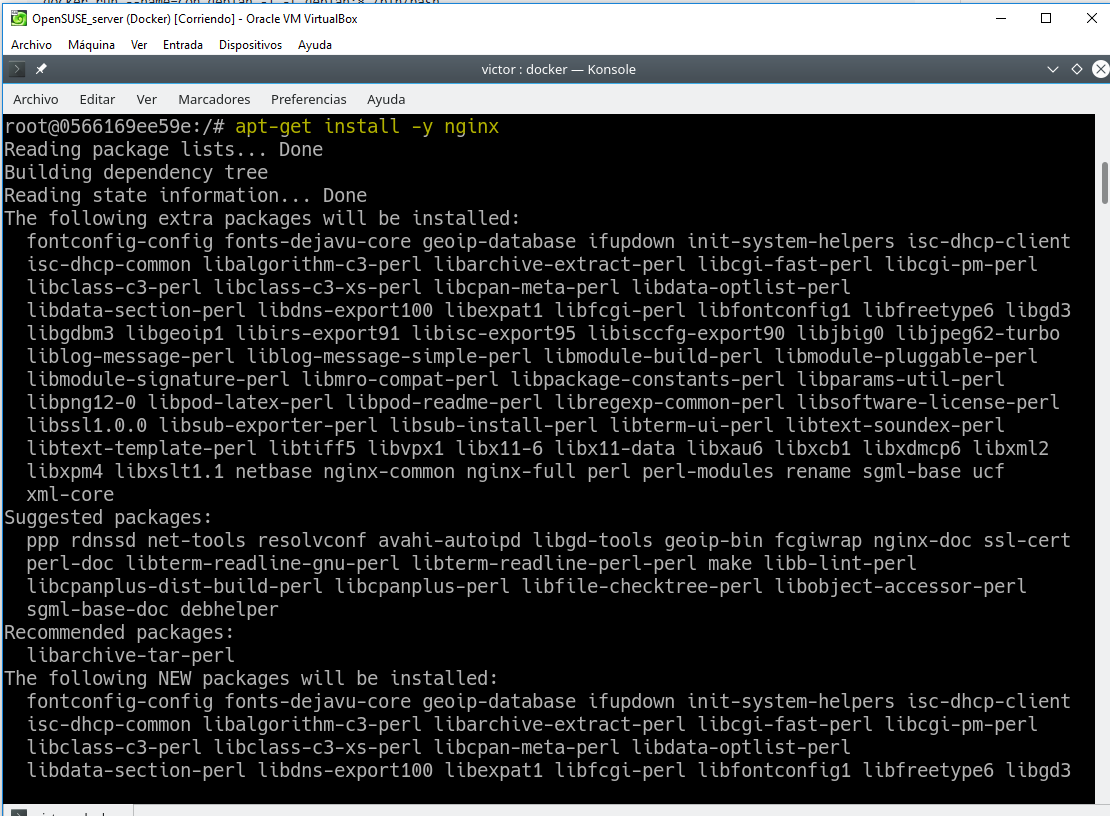 OpenSUSE_server (Docker) [Corriendo] - Oracle VM VirtualBox
Archivo Máquina Ver Entrada Dispositivos Ayuda
victor : docker — Konsole
Archivo Editar Ver Marcadores Preferencias Ayuda
root@0566169ee59e:/# apt-get install -y nginx
Reading package lists... Done
Building dependency tree
Reading state information... Done
The following extra packages will be installed:
fontconfig-config fonts-dejavu-core geoip-database ifupdown init-system-helpers isc-dhcp-client
isc-dhcp-common libalgorithm-c3-perl libarchive-extract-perl libcgi-fast-perl libcgi-pm-perl
libclass-c3-perl libclass-c3-xs-perl libcpan-meta-perl libdata-optlist-perl
libdata-section-perl libdns-export100 libexpat1 libfcgi-perl libfontconfig1 libfreetype6 libgd3
libgdbm3 libgeoip1 libirs-export91 libisc-export95 libisccfg-export90 libjbig0 libjpeg62-turbo
liblog-message-perl liblog-message-simple-perl libmodule-build-perl libmodule-pluggable-perl
libmodule-signature-perl libmro-compat-perl libpackage-constants-perl libparams-util-perl
libpng12-0 libpod-latex-perl libpod-readme-perl libregexp-common-perl libsoftware-license-perl
libssl1.0.0 libsub-exporter-perl libsub-install-perl libterm-ui-perl libtext-soundex-perl
libtext-template-perl libtiff5 libvpx1 libx11-6 libx11-data libxau6 libxcb1 libxdmcp6 libxml2
libxpm4 libxslt1.1 netbase nginx-common nginx-full perl perl-modules rename sgml-base ucf
xml-core
Suggested packages:
ppp rdnssd net-tools resolvconf avahi-autoipd libgd-tools geoip-bin fcgiwrap nginx-doc ssl-cert
perl-doc libterm-readline-gnu-perl libterm-readline-perl-perl make libb-lint-perl
libcpanplus-dist-build-perl libcpanplus-perl libfile-checktree-perl libobject-accessor-perl
sgml-base-doc debhelper
Recommended packages:
libarchive-tar-perl
The following NEW packages will be installed:
fontconfig-config fonts-dejavu-core geoip-database ifupdown init-system-helpers isc-dhcp-client
isc-dhcp-common libalgorithm-c3-perl libarchive-extract-perl libcgi-fast-perl libcgi-pm-perl
libclass-c3-perl libclass-c3-xs-perl libcpan-meta-perl libdata-optlist-perl
libdata-section-perl libdns-export100 libexpat1 libfcgi-perl libfontconfig1 libfreetype6 libgd3